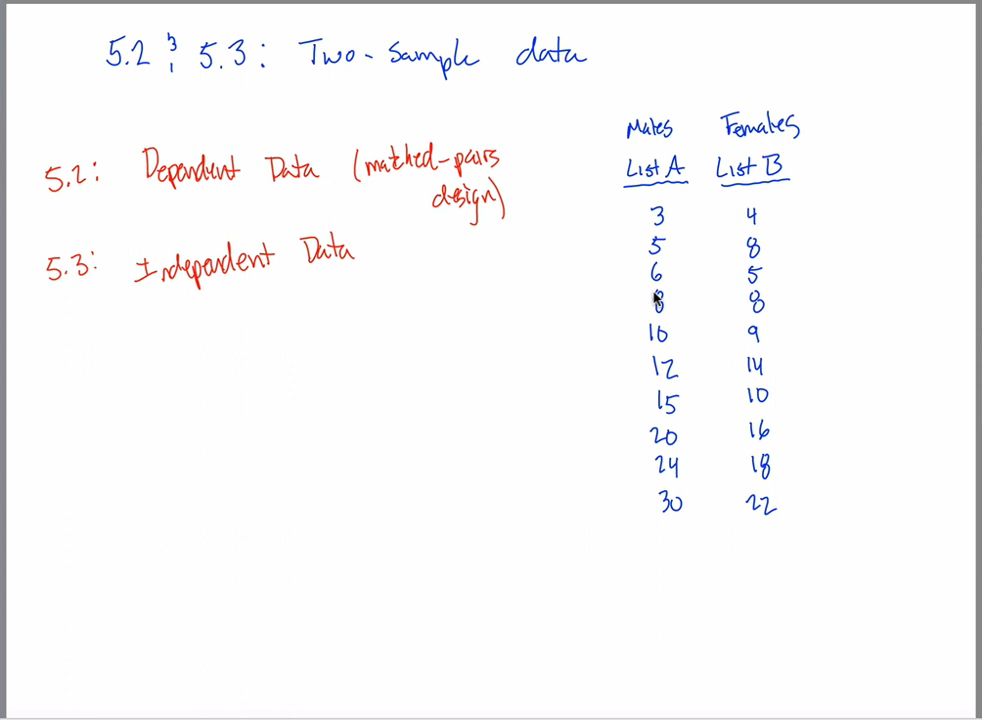 5.2 & 5.3: Two-Sample data
5.2: Dependent Data (matched-pairs
design)
5.3: Independent Data
Males Females
List A List B
3 4
5 8
6 5
8 8
10 9
12 14
15 10
20 16
24 18
30 22